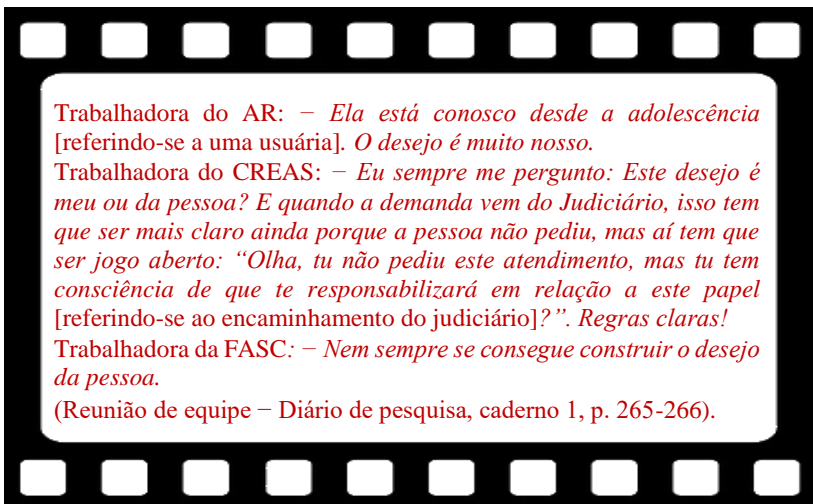 Trabalhadora do AR: − Ela está conosco desde a adolescência
[referindo-se a uma usuária]. O desejo é muito nosso.
Trabalhadora do CREAS: − Eu sempre me pergunto: Este desejo é
meu ou da pessoa? E quando a demanda vem do Judiciário, isso tem
que ser mais claro ainda porque a pessoa não pediu, mas aí tem que
ser jogo aberto: “Olha, tu não pediu este atendimento, mas tu tem
consciência de que te responsabilizará em relação a este papel
[referindo-se ao encaminhamento do judiciário]?”. Regras claras!
Trabalhadora da FASC: − Nem sempre se consegue construir o desejo
da pessoa.
(Reunião de equipe − Diário de pesquisa, caderno 1, p. 265-266).